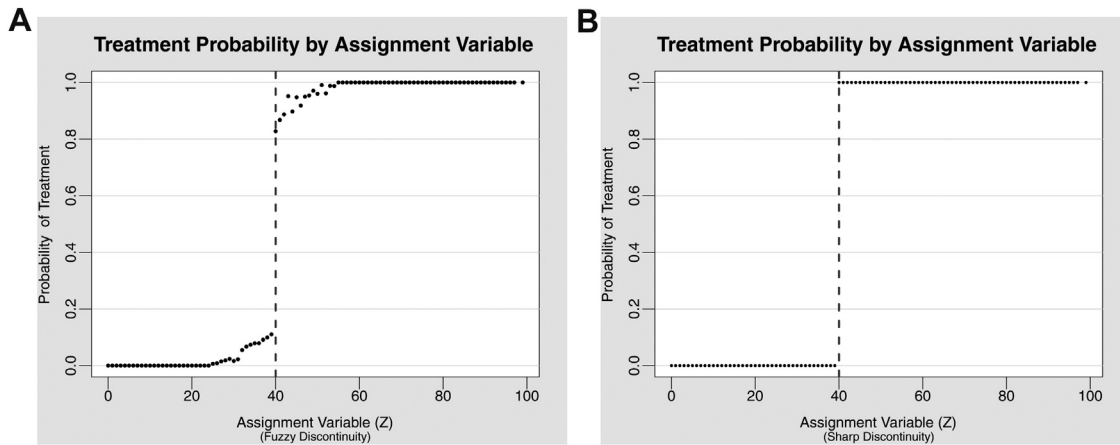 A
Treatment Probability by Assignment Variable
Probability of Treatment
1.0
0.8
0.6
0.4
0.2
0.0
0 20 40 60 80 100
Assignment Variable (Z)
(Fuzzy Discontinuity)
B
Treatment Probability by Assignment Variable
Probability of Treatment
1.0
0.8
0.6
0.4
0.2
0.0
0 20 40 60 80 100
Assignment Variable (Z)
(Sharp Discontinuity)